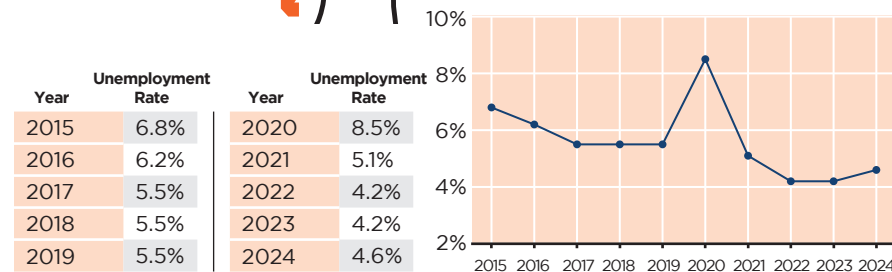 Year Unemployment Rate Year Unemployment Rate
2015 6.8% 2020 8.5%
2016 6.2% 2021 5.1%
2017 5.5% 2022 4.2%
2018 5.5% 2023 4.2%
2019 5.5% 2024 4.6%
10%
8%
6%
4%
2%
2015 2016 2017 2018 2019 2020 2021 2022 2023 2024